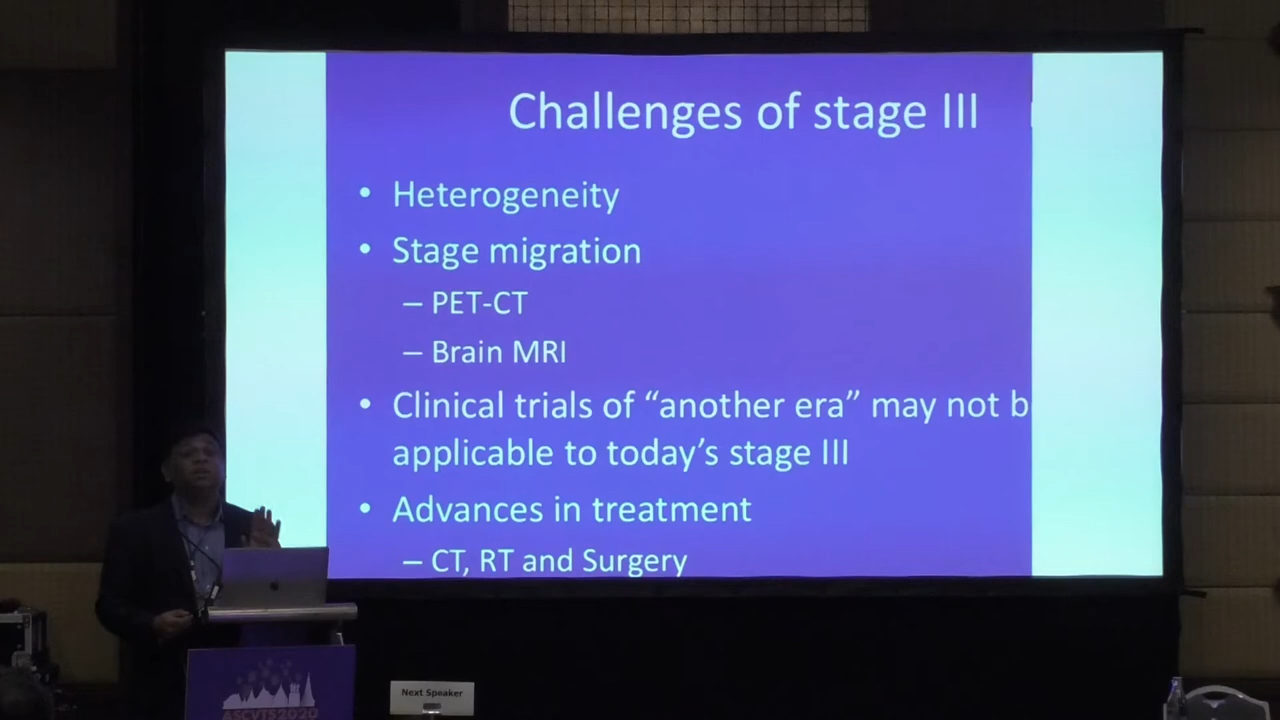 Challenges of stage III
• Heterogeneity
• Stage migration
– PET-CT
– Brain MRI
• Clinical trials of “another era” may not b
applicable to today’s stage III
• Advances in treatment
– CT, RT and Surgery
Next Speaker
ASCVTS2020